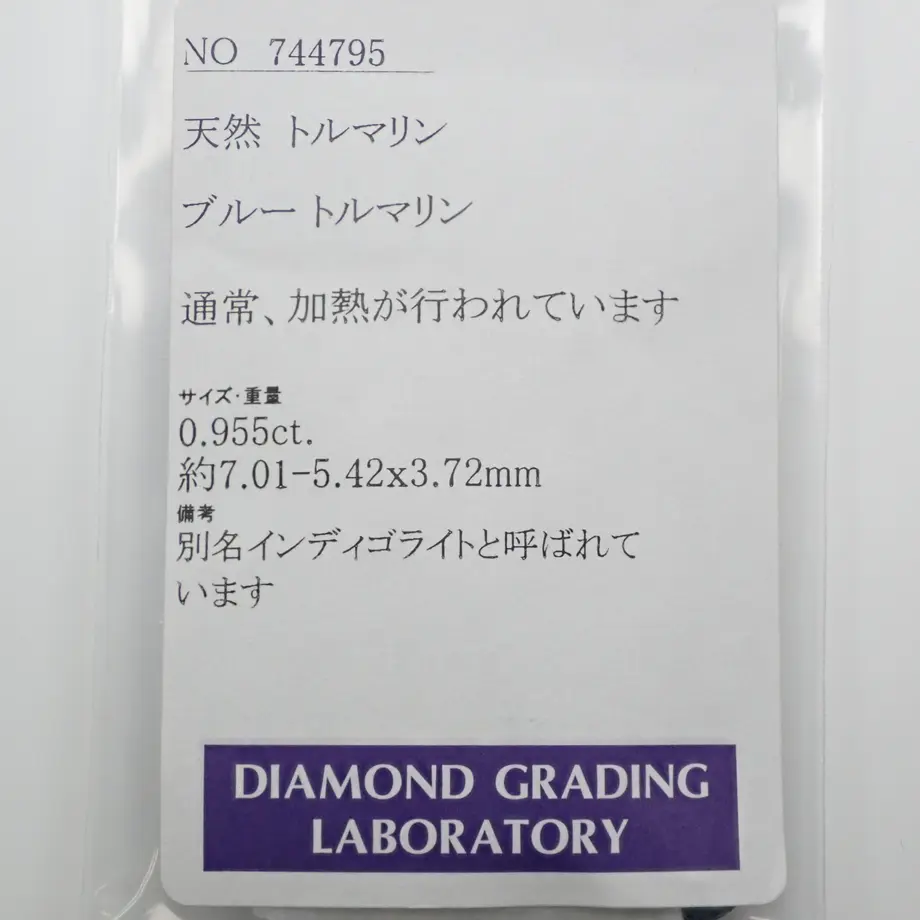 NO 744795
天然 トルマリン
ブルー トルマリン
通常、加熱が行われています
サイズ・重量
0.955ct.
約7.01-5.42x3.72mm
備考
別名インディゴライトと呼ばれて
います
DIAMOND GRADING
LABORATORY